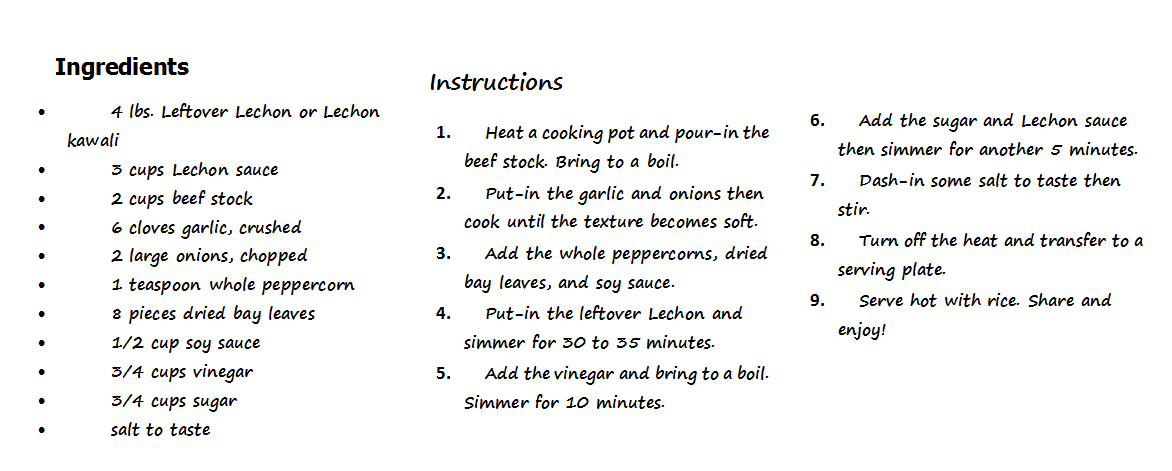 Ingredients
• 4 lbs. Leftover Lechon or Lechon
kawali
• 3 cups Lechon sauce
• 2 cups beef stock
• 6 cloves garlic, crushed
• 2 large onions, chopped
• 1 teaspoon whole peppercorn
• 8 pieces dried bay leaves
• 1/2 cup soy sauce
• 3/4 cups vinegar
• 3/4 cups sugar
• salt to taste
Instructions
1. Heat a cooking pot and pour-in the
beef stock. Bring to a boil.
2. Put-in the garlic and onions then
cook until the texture becomes soft.
3. Add the whole peppercorns, dried
bay leaves, and soy sauce.
4. Put-in the leftover Lechon and
simmer for 30 to 35 minutes.
5. Add the vinegar and bring to a boil.
Simmer for 10 minutes.
6. Add the sugar and Lechon sauce
then simmer for another 5 minutes.
7. Dash-in some salt to taste then
stir.
8. Turn off the heat and transfer to a
serving plate.
9. Serve hot with rice. Share and
enjoy!